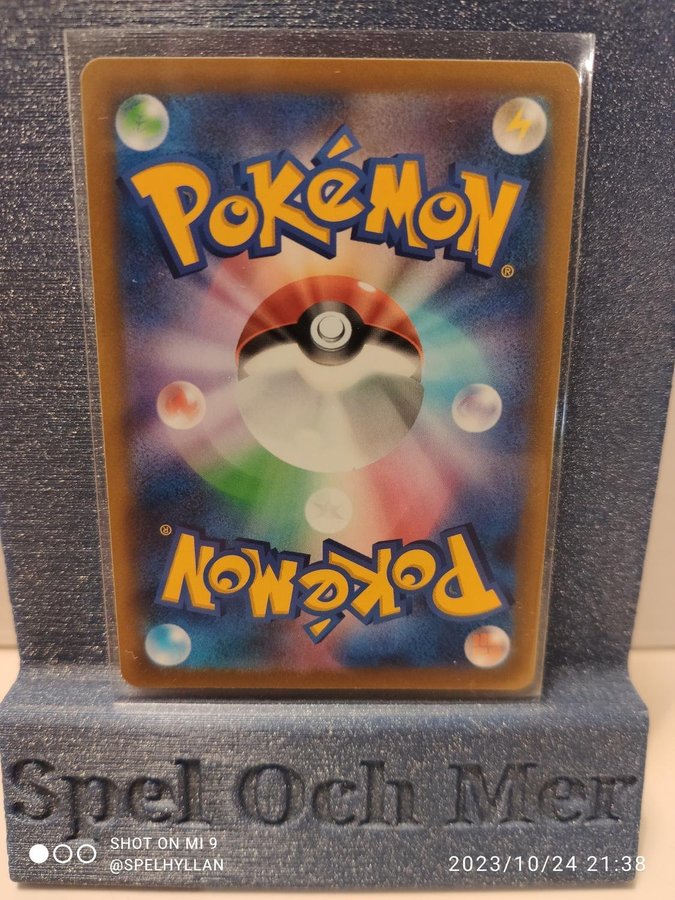 POKéMON
®
®
POKéMON
Spel Och Mer
SHOT ON MI 9
@SPELHYLLAN
2023/10/24 21:38